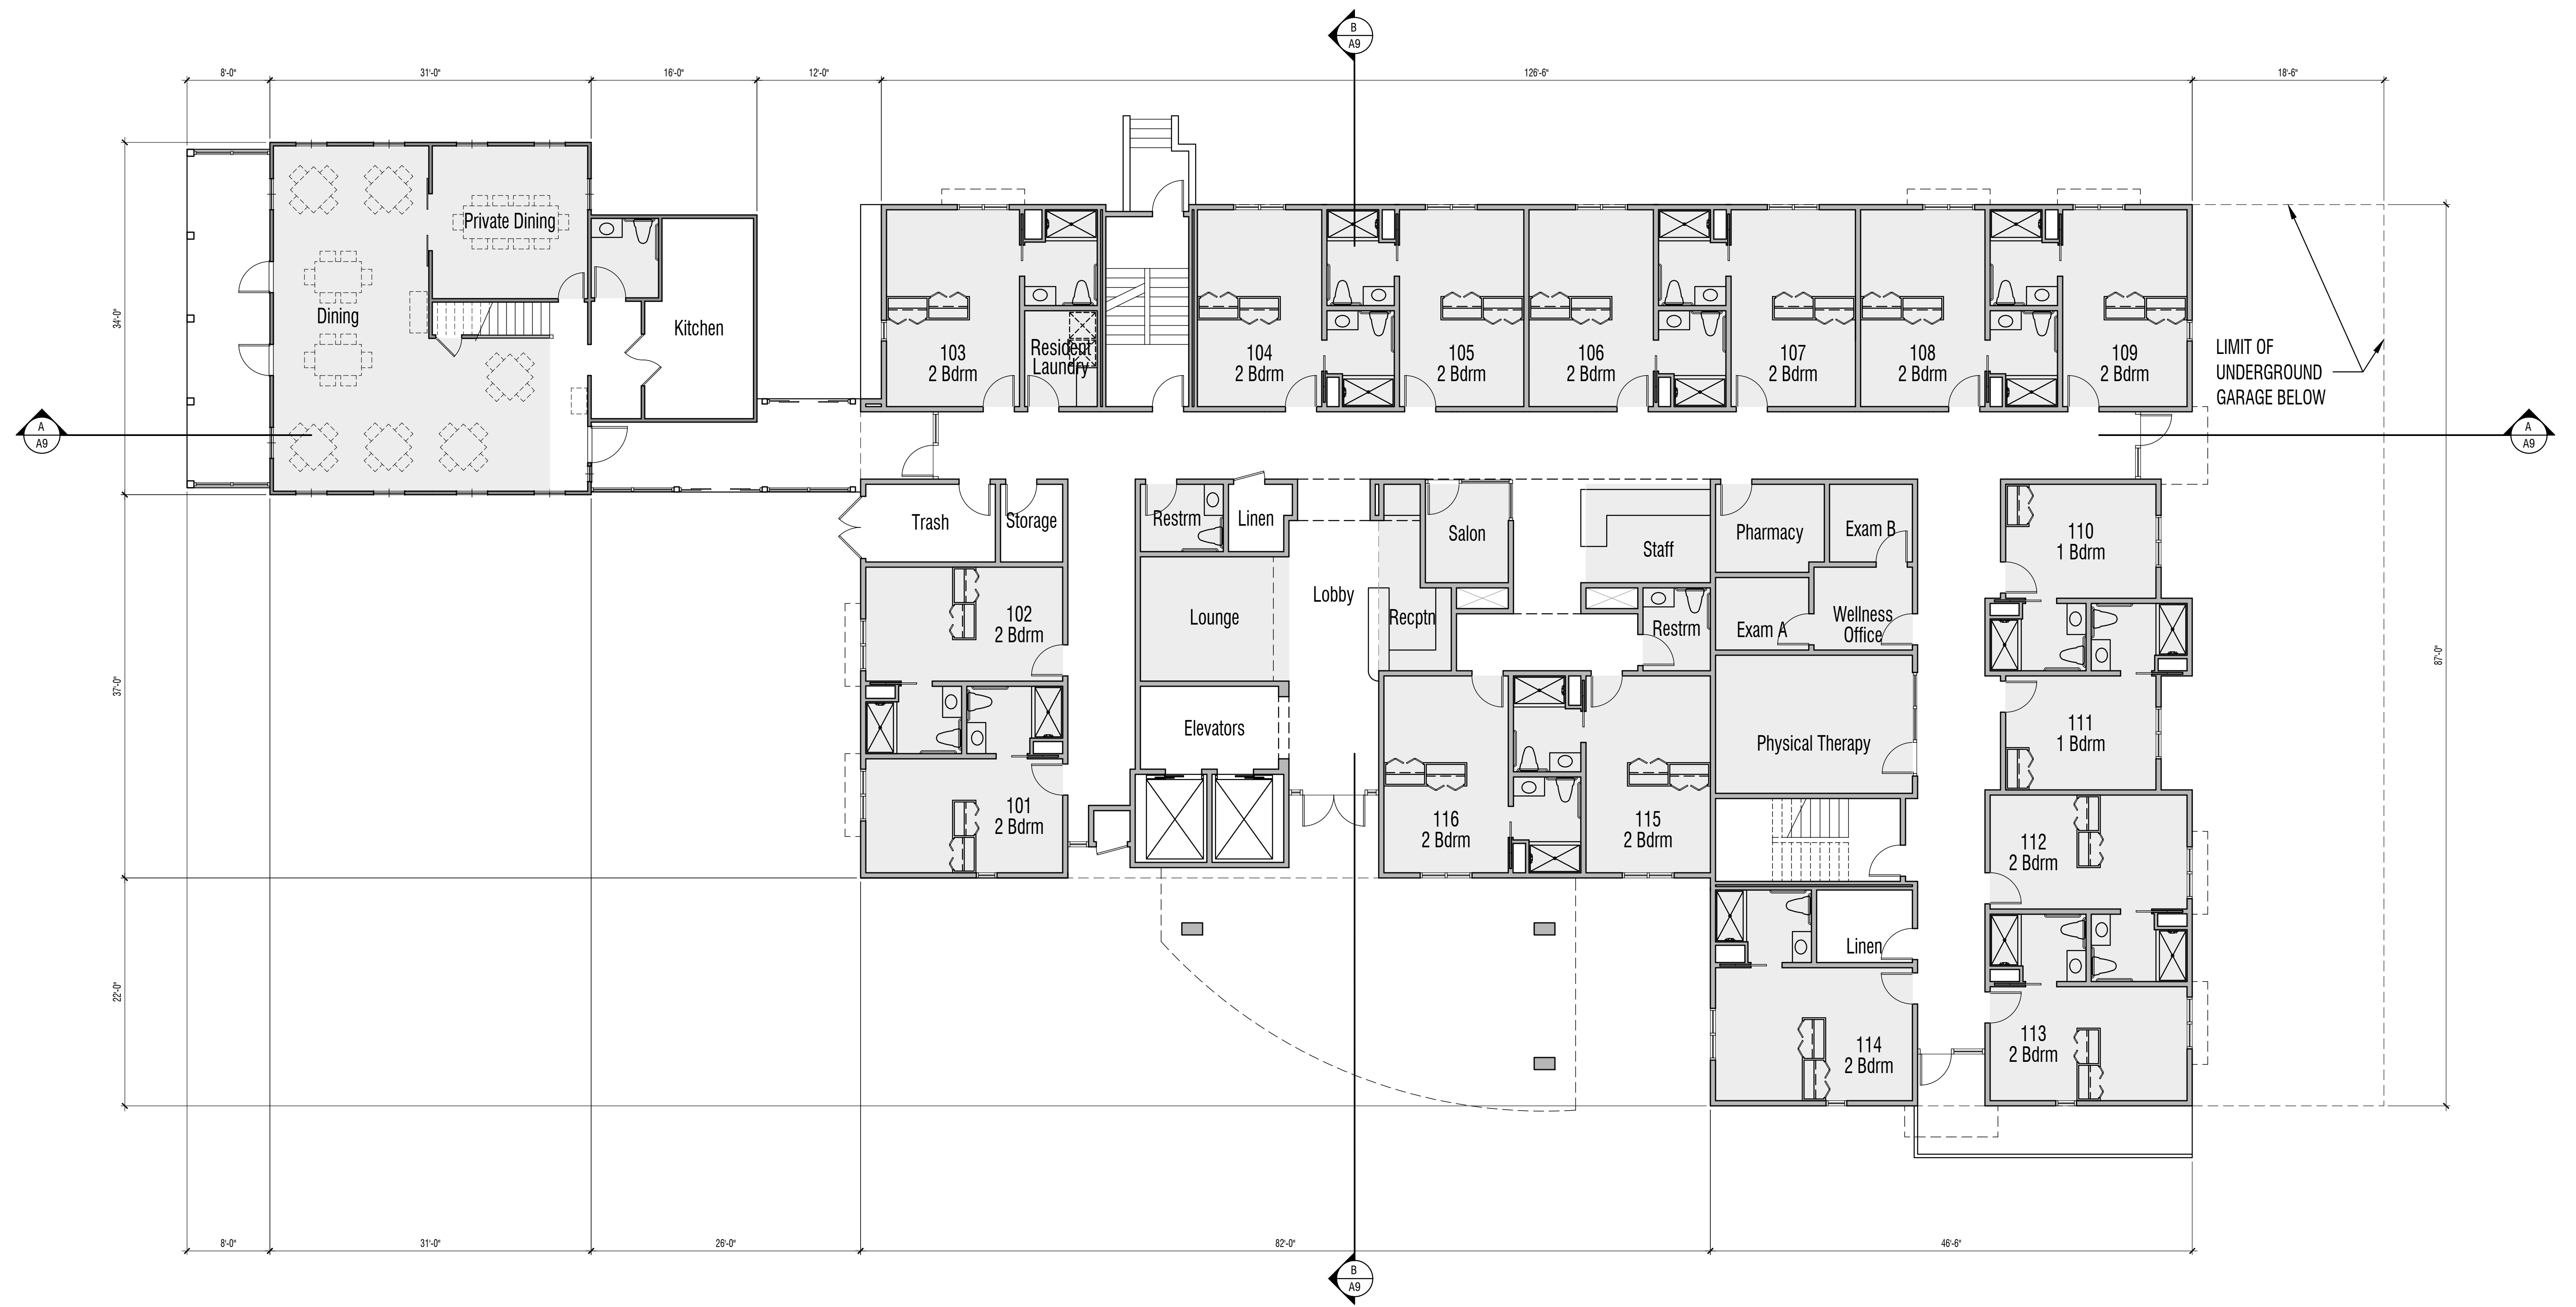 B
A9
8'-0"
31'-0"
16'-0"
12'-0"
126'-6"
18'-6"
34'-0"
37'-0"
22'-0"
87'-0"
Private Dining
Dining
Kitchen
103
2 Bdrm
Resident
Laundry
104
2 Bdrm
105
2 Bdrm
106
2 Bdrm
107
2 Bdrm
108
2 Bdrm
109
2 Bdrm
LIMIT OF
UNDERGROUND
GARAGE BELOW
A
A9
A
A9
Trash
Storage
Restrm
Linen
Lobby
Salon
Staff
Pharmacy
Exam B
110
1 Bdrm
102
2 Bdrm
Lounge
Recptn
Restrm
Exam A
Wellness
Office
Elevators
Physical Therapy
111
1 Bdrm
101
2 Bdrm
116
2 Bdrm
115
2 Bdrm
112
2 Bdrm
Linen
114
2 Bdrm
113
2 Bdrm
8'-0"
31'-0"
26'-0"
82'-0"
46'-6"
B
A9